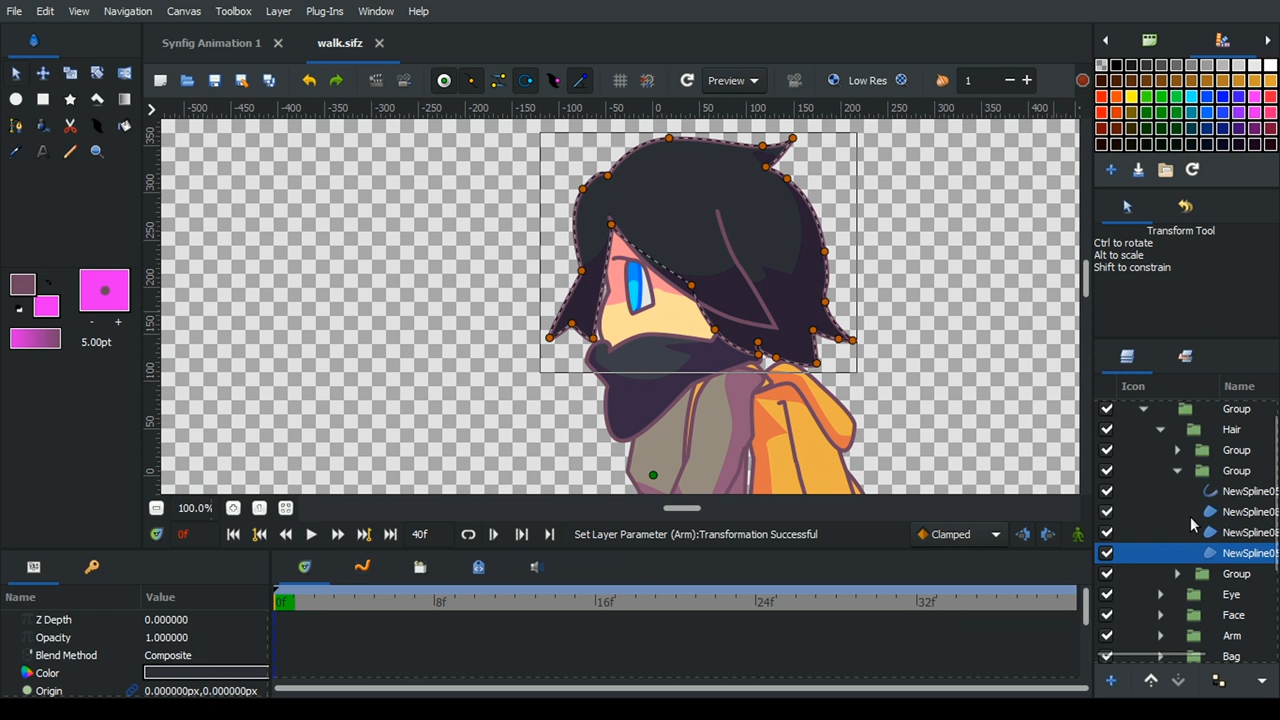 File Edit View Navigation Canvas Toolbox Layer Plug-Ins Window Help
Synfig Animation 1 walk.sifz
Preview Low Res 1
-500 -450 -400 -350 -300 -250 -200 -150 -100 -50 0 50 100 150 200 250 300 350 400
350
300
250
200
150
100
50
0
- +
5.00pt
Transform Tool
Ctrl to rotate
Alt to scale
Shift to constrain
Icon Name
Group
Hair
Group
Group
NewSpline0
NewSpline0
NewSpline0
NewSpline0
Group
Eye
Face
Arm
Bag
100.0%
0f 40f Set Layer Parameter (Arm):Transformation Successful Clamped
Name Value
Z Depth 0.000000
Opacity 1.000000
Blend Method Composite
Color
Origin 0.000000px,0.000000px
0f 8f 16f 24f 32f